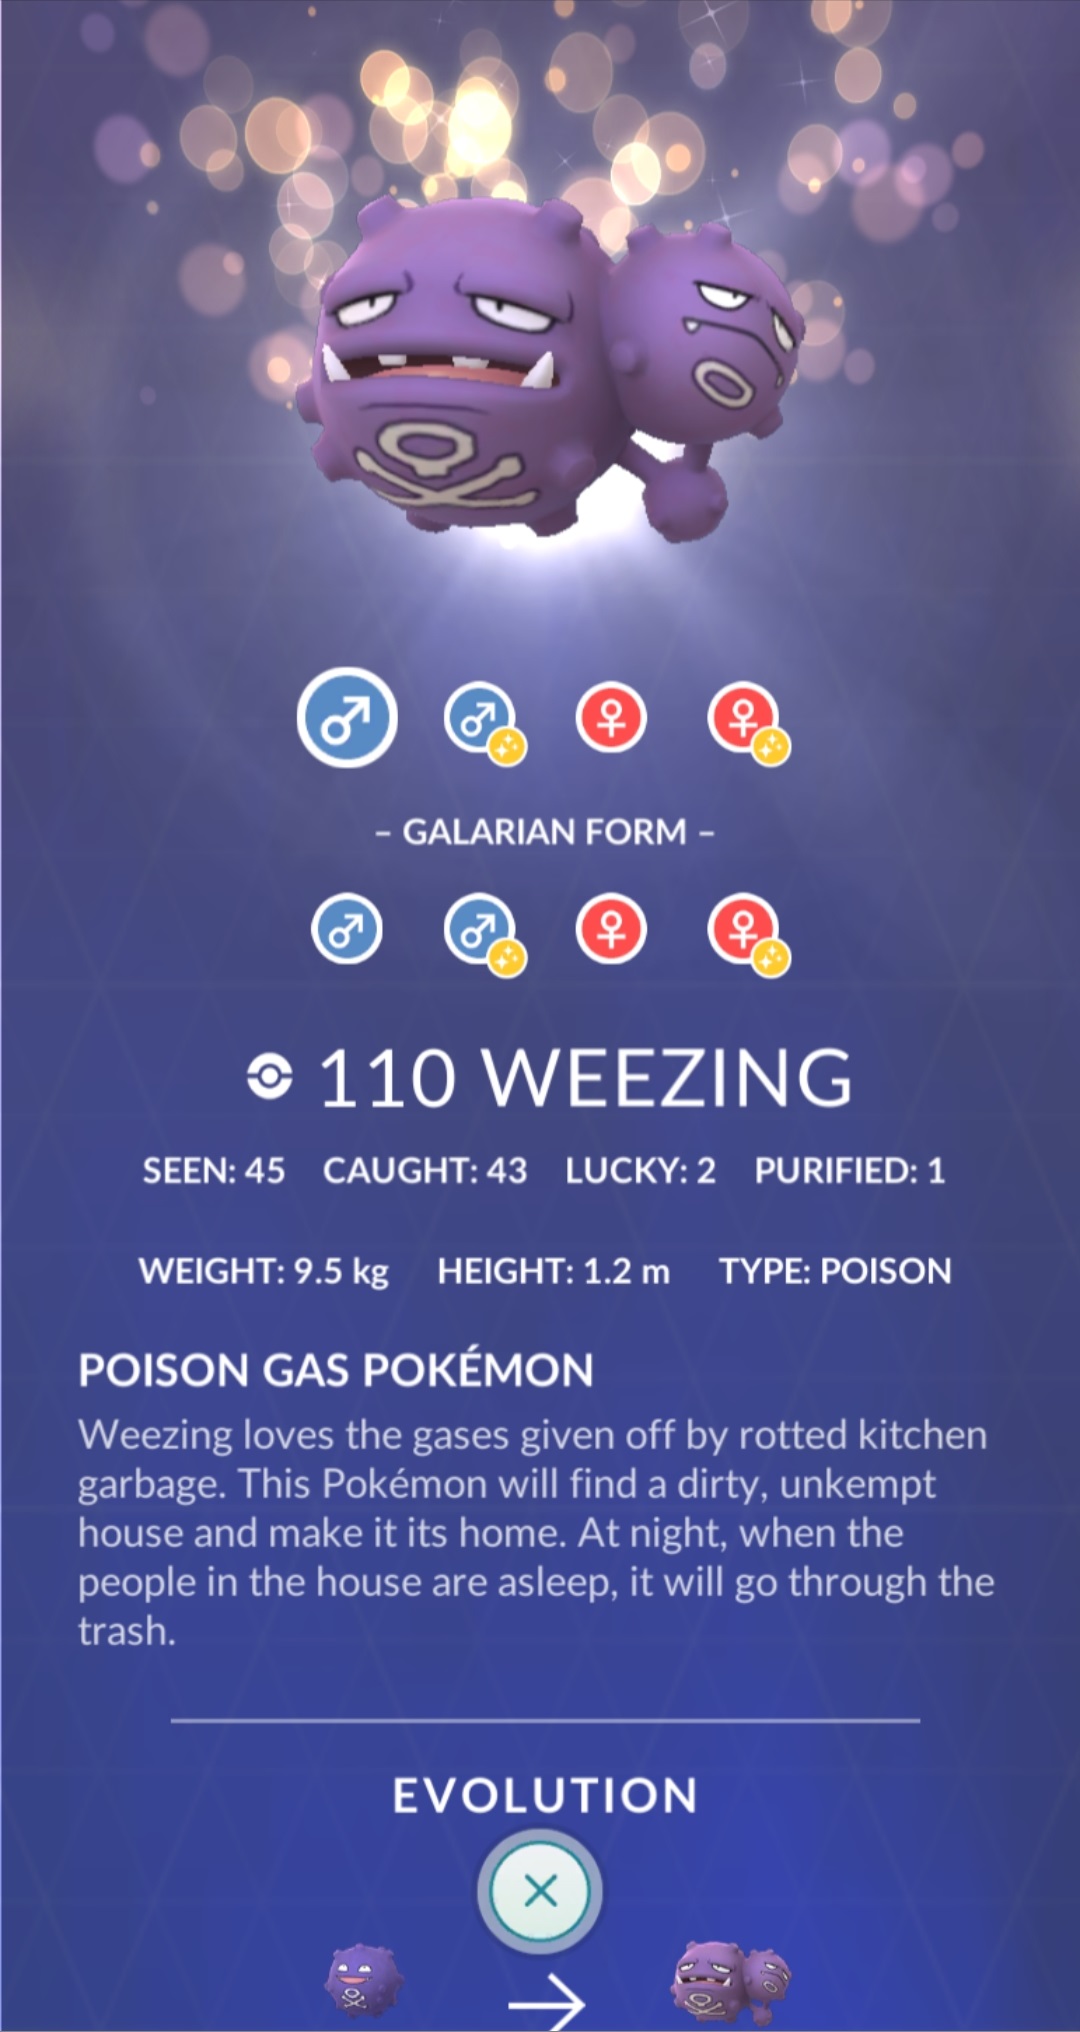 – GALARIAN FORM –
110 WEEZING
SEEN: 45 CAUGHT: 43 LUCKY: 2 PURIFIED: 1
WEIGHT: 9.5 kg HEIGHT: 1.2 m TYPE: POISON
POISON GAS POKÉMON
Weezing loves the gases given off by rotted kitchen
garbage. This Pokémon will find a dirty, unkempt
house and make it its home. At night, when the
people in the house are asleep, it will go through the
trash.
EVOLUTION